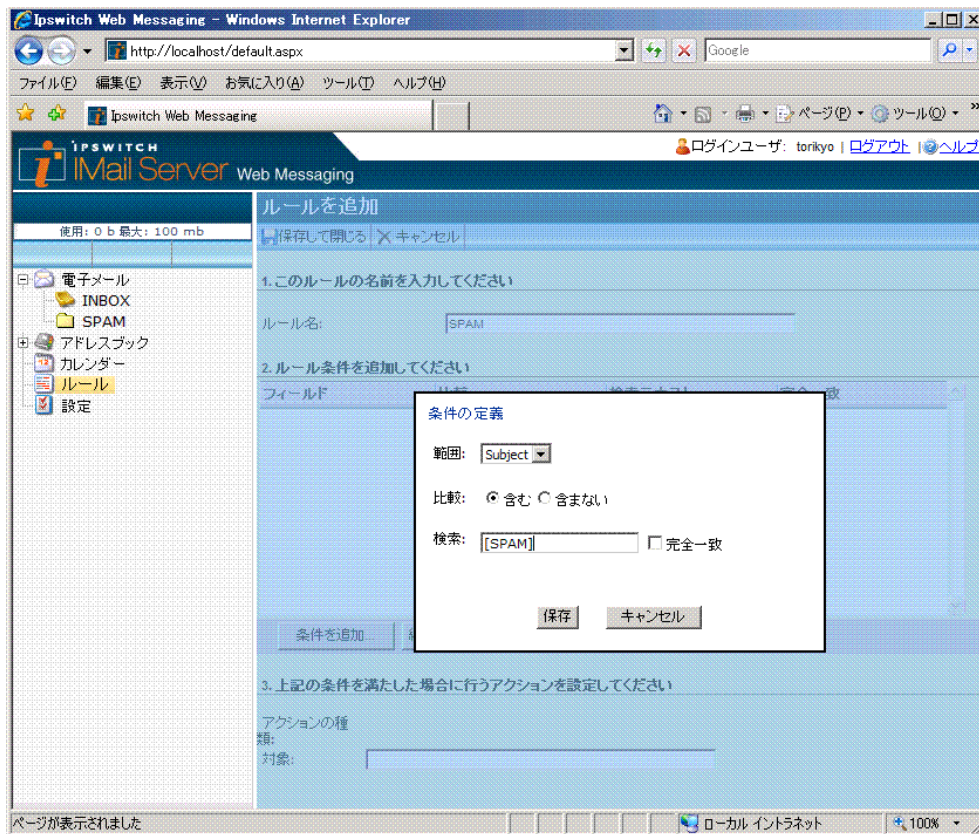 Ipswitch Web Messaging - Windows Internet Explorer
http://localhost/default.aspx
Google
ファイル(F) 編集(E) 表示(V) お気に入り(A) ツール(T) ヘルプ(H)
Ipswitch Web Messaging
ページ(P) ツール(O) »
IPSWITCH
IMail Server Web Messaging
ログインユーザ: torikyo | ログアウト | ヘルプ
ルールを追加
使用: 0 b 最大: 100 mb
保存して閉じる キャンセル
電子メール
INBOX
SPAM
アドレスブック
カレンダー
ルール
設定
1.このルールの名前を入力してください
ルール名: SPAM
2.ルール条件を追加してください
フィールド 比較 検索テキスト 完全一致
条件の定義
範囲: Subject
比較: 含む 含まない
検索: [SPAM] 完全一致
保存 キャンセル
条件を追加...
3.上記の条件を満たした場合に行うアクションを設定してください
アクションの種
類:
対象:
ページが表示されました ローカル イントラネット 100%